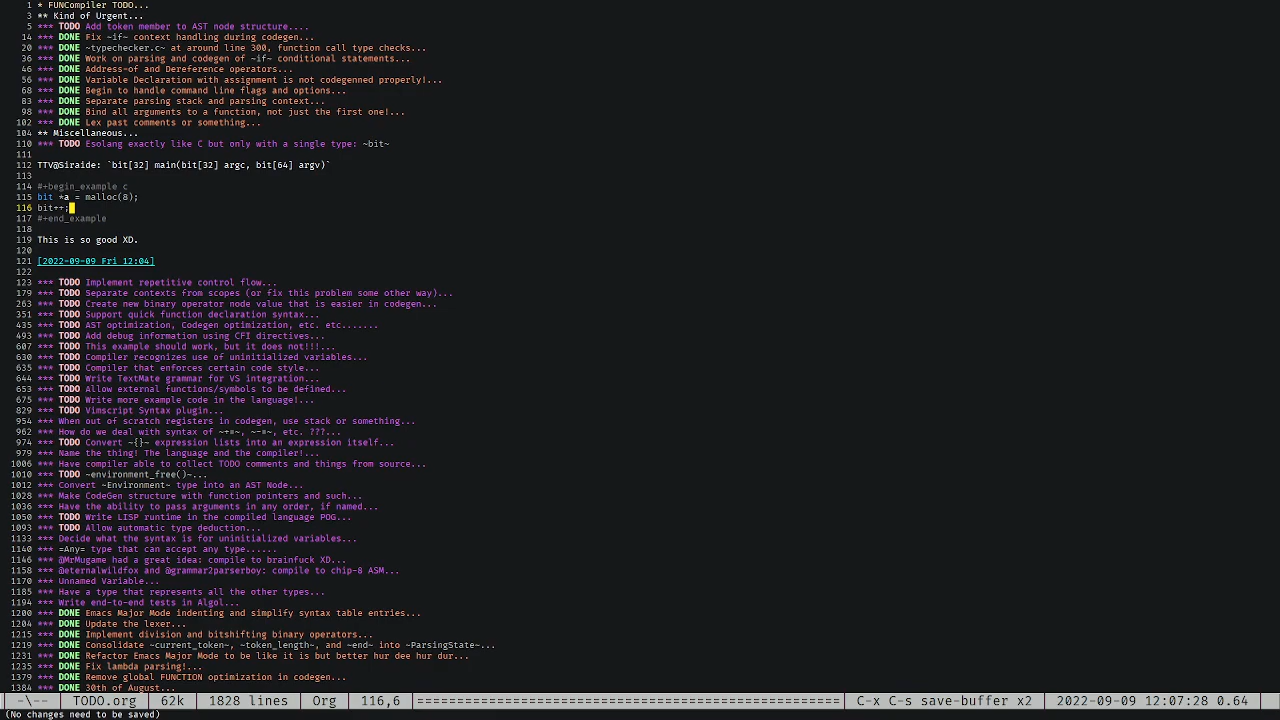 1 * FUNCompiler TODO...
3 ** Kind of Urgent...
5 *** TODO Add token member to AST node structure....
14 *** DONE Fix ~if~ context handling during codegen...
20 *** DONE ~typechecker.c~ at around line 300, function call type checks...
36 *** DONE Work on parsing and codegen of ~if~ conditional statements...
46 *** DONE Address-of and Dereference operators...
56 *** DONE Variable Declaration with assignment is not codegenned properly!...
68 *** DONE Begin to handle command line flags and options...
83 *** DONE Separate parsing stack and parsing context...
98 *** DONE Bind all arguments to a function, not just the first one!...
102 *** DONE Lex past comments or something...
104 ** Miscellaneous...
110 *** TODO Esolang exactly like C but only with a single type: ~bit~
111
112 TTV@Siraide: `bit[32] main(bit[32] argc, bit[64] argv)`
113
114 #+begin_example c
115 bit *a = malloc(8);
116 bit++;
117 #+end_example
118
119 This is so good XD.
120
121 [2022-09-09 Fri 12:04]
122
123 *** TODO Implement repetitive control flow...
179 *** TODO Separate contexts from scopes (or fix this problem some other way)...
263 *** TODO Create new binary operator node value that is easier in codegen...
351 *** TODO Support quick function declaration syntax...
435 *** TODO AST optimization, Codegen optimization, etc. etc.......
493 *** TODO Add debug information using CFI directives...
607 *** TODO This example should work, but it does not!!!...
630 *** TODO Compiler recognizes use of uninitialized variables...
635 *** TODO Compiler that enforces certain code style...
644 *** TODO Write TextMate grammar for VS integration...
653 *** TODO Allow external functions/symbols to be defined...
675 *** TODO Write more example code in the language!...
829 *** TODO Vimscript Syntax plugin...
954 *** When out of scratch registers in codegen, use stack or something...
962 *** How do we deal with syntax of ~+=~, ~-=~, etc. ???...
974 *** TODO Convert ~{}~ expression lists into an expression itself...
979 *** Name the thing! The language and the compiler!...
1006 *** Have compiler able to collect TODO comments and things from source...
1010 *** TODO ~environment_free()~...
1012 *** Convert ~Environment~ type into an AST Node...
1028 *** Make CodeGen structure with function pointers and such...
1036 *** Have the ability to pass arguments in any order, if named...
1050 *** TODO Write LISP runtime in the compiled language POG...
1093 *** TODO Allow automatic type deduction...
1133 *** Decide what the syntax is for uninitialized variables...
1140 *** =Any= type that can accept any type......
1146 *** @MrMugame had a great idea: compile to brainfuck XD...
1158 *** @eternalwildfox and @grammar2parserboy: compile to chip-8 ASM...
1170 *** Unnamed Variable...
1185 *** Have a type that represents all the other types...
1194 *** Write end-to-end tests in Algol...
1200 *** DONE Emacs Major Mode indenting and simplify syntax table entries...
1204 *** DONE Update the lexer...
1215 *** DONE Implement division and bitshifting binary operators...
1219 *** DONE Consolidate ~current_token~, ~token_length~, and ~end~ into ~ParsingState~...
1231 *** DONE Refactor Emacs Major Mode to be like it is but better hur dee hur dur...
1235 *** DONE Fix lambda parsing!...
1379 *** DONE Remove global FUNCTION optimization in codegen...
1384 *** DONE 30th of August...
-\-- TODO.org 62k 1828 lines Org 116,6 ================================================== C-x C-s save-buffer x2 2022-09-09 12:07:28 0.64
(No changes need to be saved)